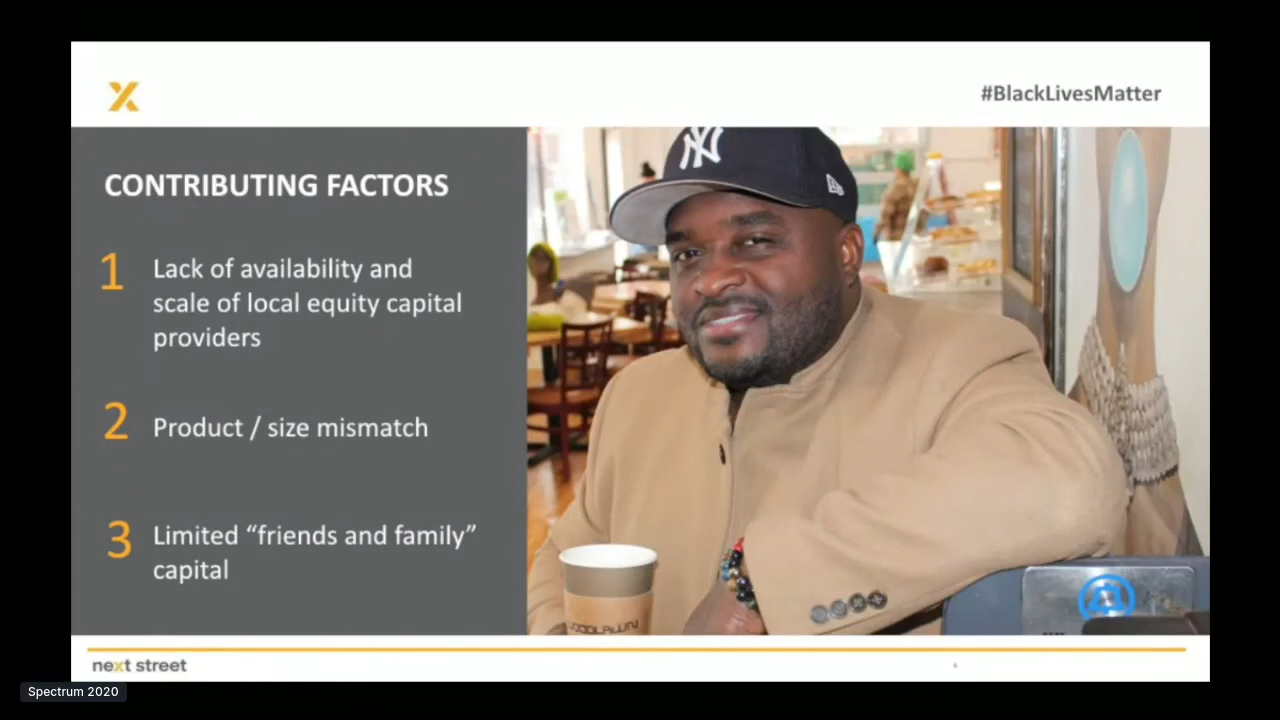 #BlackLivesMatter
CONTRIBUTING FACTORS
1
Lack of availability and
scale of local equity capital
providers
2
Product / size mismatch
3
Limited “friends and family”
capital
NY
next street
Spectrum 2020